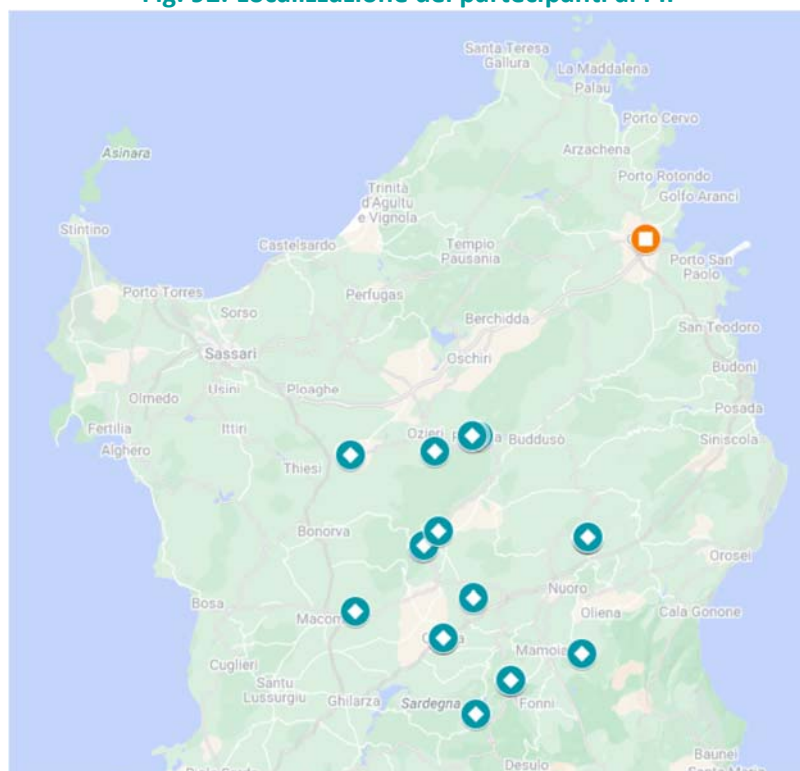 Santa Teresa
Gallura
La Maddalena
Palau
Porto Cervo
Arzachena
Asinara
Porto Rotondo
Golfo Aranci
Trinità
d'Agultu
e Vignola
Stintino
Castelsardo
Tempio
Pausania
Porto San
Paolo
Porto Torres
Perfugas
Sorso
Berchidda
San Teodoro
Sassari
Oschiri
Budoni
Usini
Ploaghe
Olmedo
Posada
Fertilia
Ittiri
Ozieri
Buddusò
Siniscola
Alghero
Thiesi
Bonorva
Orosei
Nuoro
Bosa
Oliena
Cala Gonone
Cuglieri
Santu
Lussurgiu
Ghilarza
Sardegna
Fonni
Baunei
Desulo